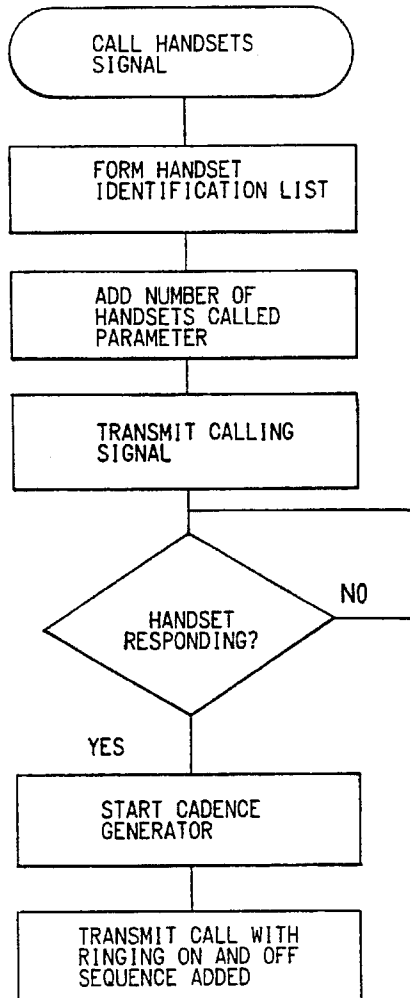 CALL HANDSETS
SIGNAL
FORM HANDSET
IDENTIFICATION LIST
ADD NUMBER OF
HANDSETS CALLED
PARAMETER
TRANSMIT CALLING
SIGNAL
HANDSET
RESPONDING?
NO
YES
START CADENCE
GENERATOR
TRANSMIT CALL WITH
RINGING ON AND OFF
SEQUENCE ADDED